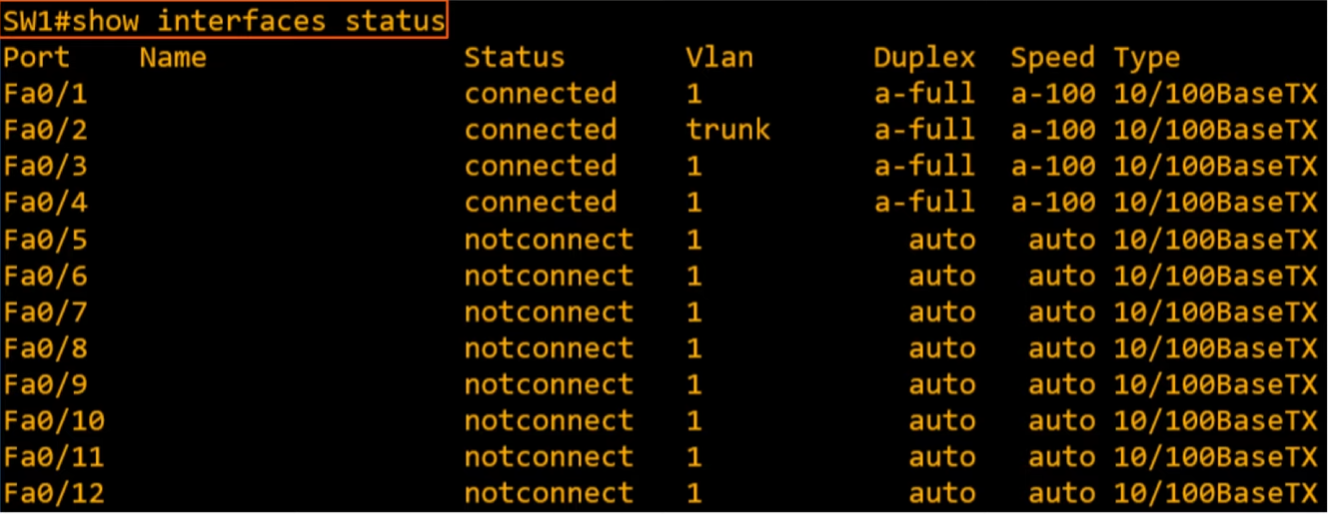 SW1#show interfaces status
Port Name Status Vlan Duplex Speed Type
Fa0/1 connected 1 a-full a-100 10/100BaseTX
Fa0/2 connected trunk a-full a-100 10/100BaseTX
Fa0/3 connected 1 a-full a-100 10/100BaseTX
Fa0/4 connected 1 a-full a-100 10/100BaseTX
Fa0/5 notconnect 1 auto auto 10/100BaseTX
Fa0/6 notconnect 1 auto auto 10/100BaseTX
Fa0/7 notconnect 1 auto auto 10/100BaseTX
Fa0/8 notconnect 1 auto auto 10/100BaseTX
Fa0/9 notconnect 1 auto auto 10/100BaseTX
Fa0/10 notconnect 1 auto auto 10/100BaseTX
Fa0/11 notconnect 1 auto auto 10/100BaseTX
Fa0/12 notconnect 1 auto auto 10/100BaseTX